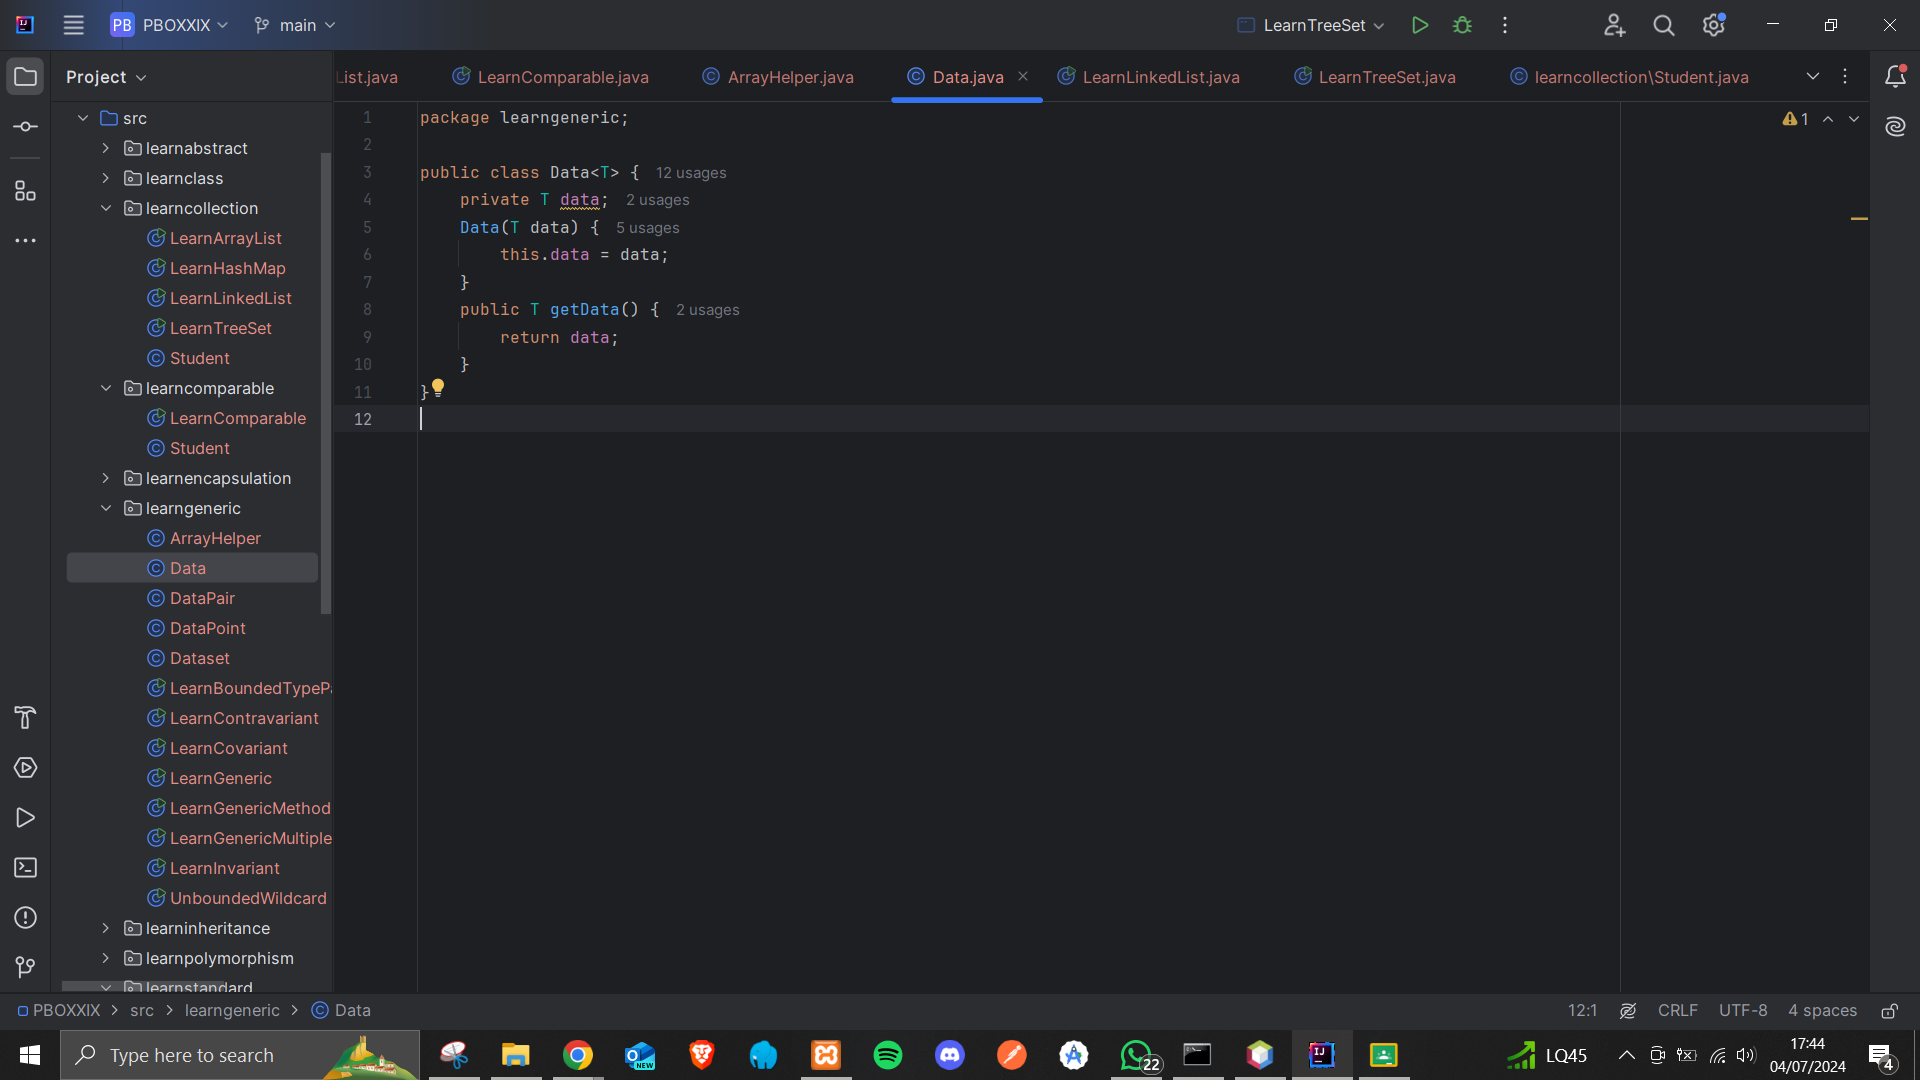 PB PBOXXIX main LearnTreeSet
Project
List.java LearnComparable.java ArrayHelper.java Data.java LearnLinkedList.java LearnTreeSet.java learncollection\Student.java
src
learnabstract
learnclass
learncollection
LearnArrayList
LearnHashMap
LearnLinkedList
LearnTreeSet
Student
learncomparable
LearnComparable
Student
learnencapsulation
learngeneric
ArrayHelper
Data
DataPair
DataPoint
Dataset
LearnBoundedTypePa
LearnContravariant
LearnCovariant
LearnGeneric
LearnGenericMethod
LearnGenericMultiple
LearnInvariant
UnboundedWildcard
learninheritance
learnpolymorphism
learnstandard
1 package learngeneric;
2
3 public class Data<T> { 12 usages
4 private T data; 2 usages
5 Data(T data) { 5 usages
6 this.data = data;
7 }
8 public T getData() { 2 usages
9 return data;
10 }
11 }
12
1
PBOXXIX > src > learngeneric > Data
12:1 CRLF UTF-8 4 spaces
Type here to search
NEW
22
IJ
LQ45
17:44
04/07/2024
4